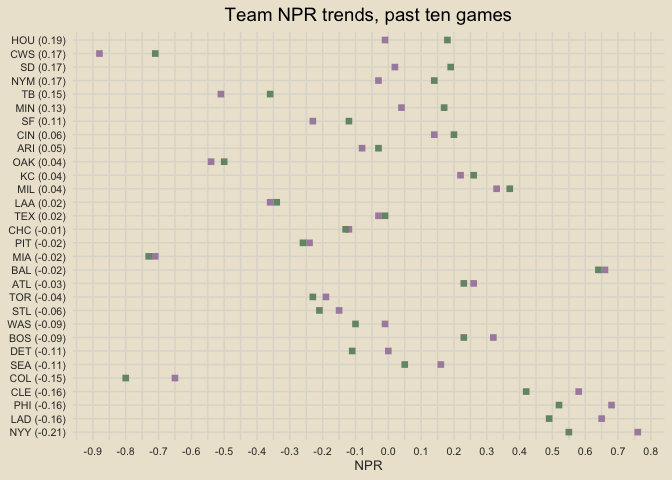 Team NPR trends, past ten games
HOU (0.19)
CWS (0.17)
SD (0.17)
NYM (0.17)
TB (0.15)
MIN (0.13)
SF (0.11)
CIN (0.06)
ARI (0.05)
OAK (0.04)
KC (0.04)
MIL (0.04)
LAA (0.02)
TEX (0.02)
CHC (-0.01)
PIT (-0.02)
MIA (-0.02)
BAL (-0.02)
ATL (-0.03)
TOR (-0.04)
STL (-0.06)
WAS (-0.09)
BOS (-0.09)
DET (-0.11)
SEA (-0.11)
COL (-0.15)
CLE (-0.16)
PHI (-0.16)
LAD (-0.16)
NYY (-0.21)
-0.9 -0.8 -0.7 -0.6 -0.5 -0.4 -0.3 -0.2 -0.1 0.0 0.1 0.2 0.3 0.4 0.5 0.6 0.7 0.8
NPR